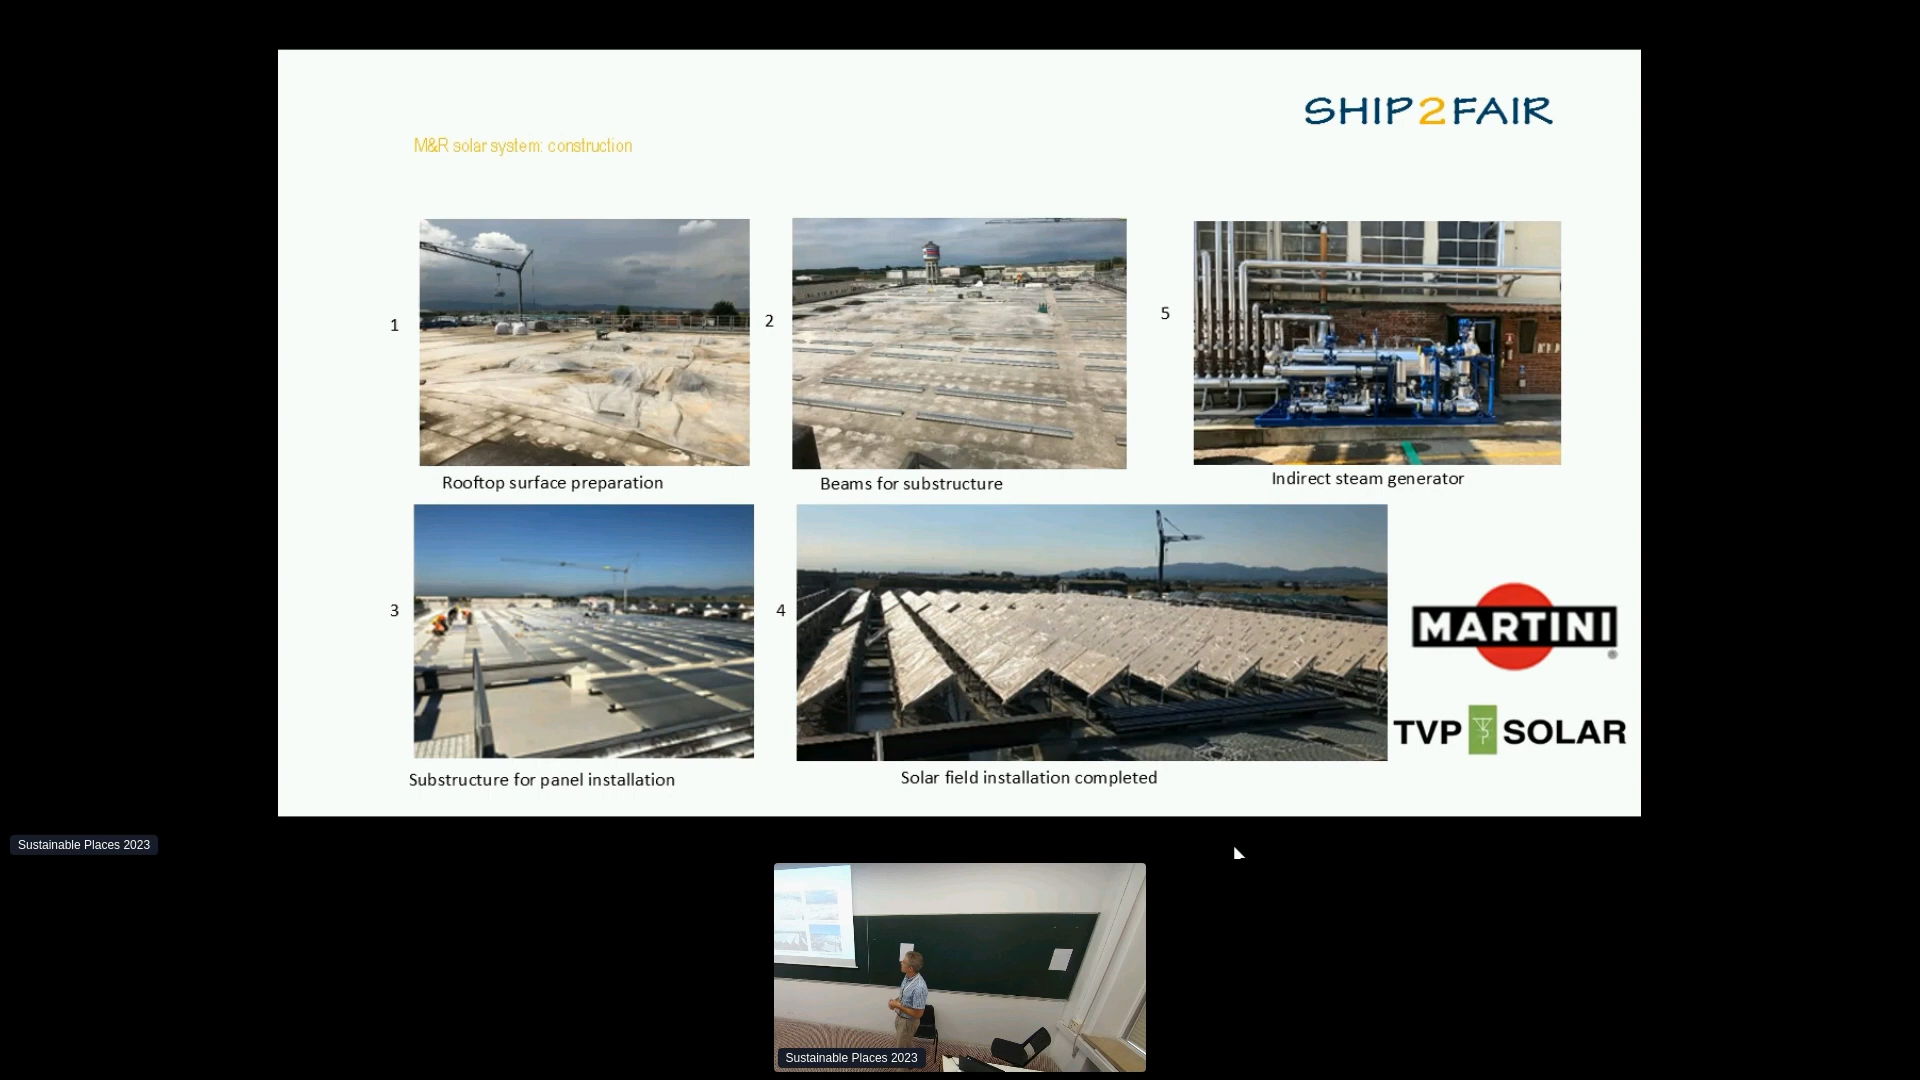 SHIP2FAIR
M&R solar system: construction
1
2
5
Rooftop surface preparation
Beams for substructure
Indirect steam generator
3
4
MARTINI
®
TVP SOLAR
Substructure for panel installation
Solar field installation completed
Sustainable Places 2023
Sustainable Places 2023